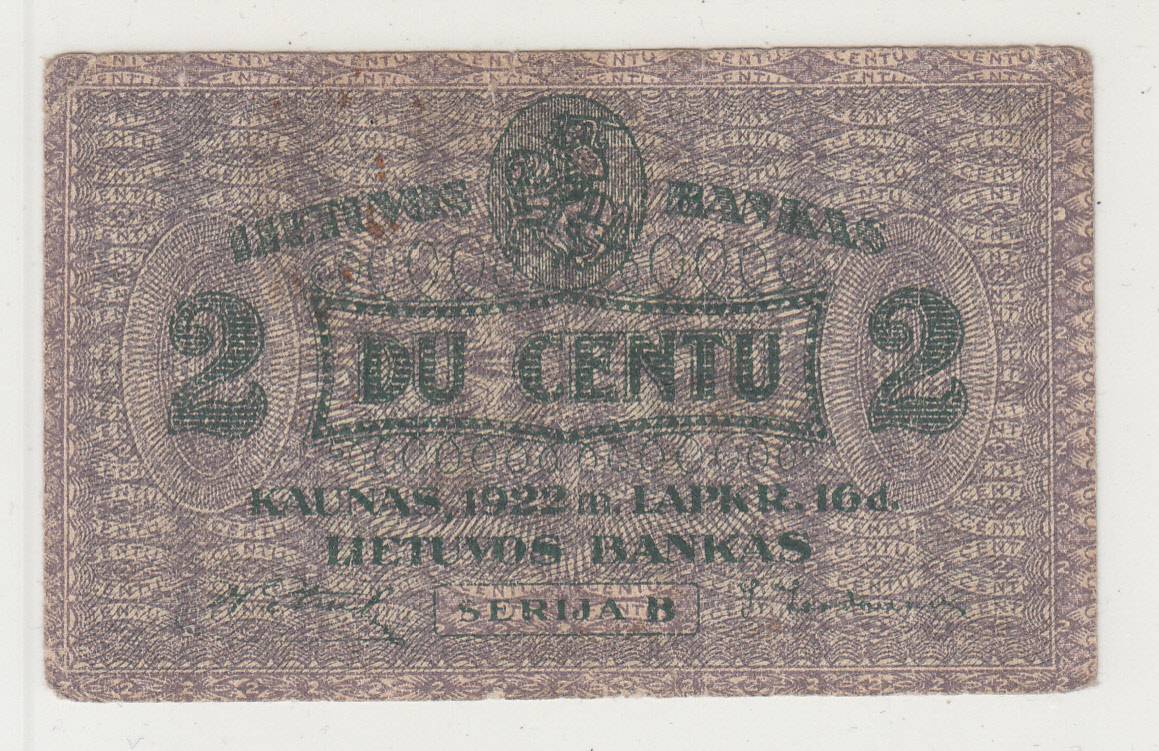 LIETUVOS BANKAS
2 DU CENTU 2
KAUNAS, 1922 m. LAPKR. 16 d.
LIETUVOS BANKAS
SERIJA B